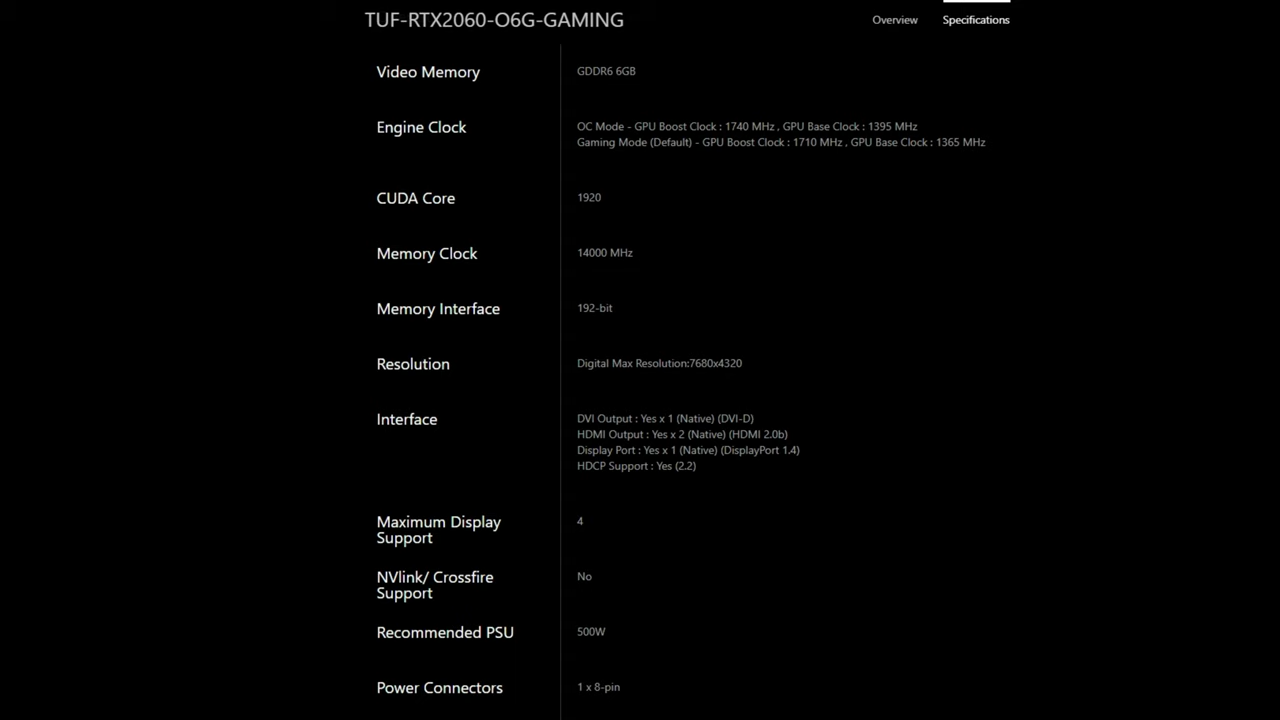 TUF-RTX2060-O6G-GAMING
Overview
Specifications
Video Memory
GDDR6 6GB
Engine Clock
OC Mode - GPU Boost Clock : 1740 MHz , GPU Base Clock : 1395 MHz
Gaming Mode (Default) - GPU Boost Clock : 1710 MHz , GPU Base Clock : 1365 MHz
CUDA Core
1920
Memory Clock
14000 MHz
Memory Interface
192-bit
Resolution
Digital Max Resolution:7680x4320
Interface
DVI Output : Yes x 1 (Native) (DVI-D)
HDMI Output : Yes x 2 (Native) (HDMI 2.0b)
Display Port : Yes x 1 (Native) (DisplayPort 1.4)
HDCP Support : Yes (2.2)
Maximum Display
Support
4
NVlink/ Crossfire
Support
No
Recommended PSU
500W
Power Connectors
1 x 8-pin